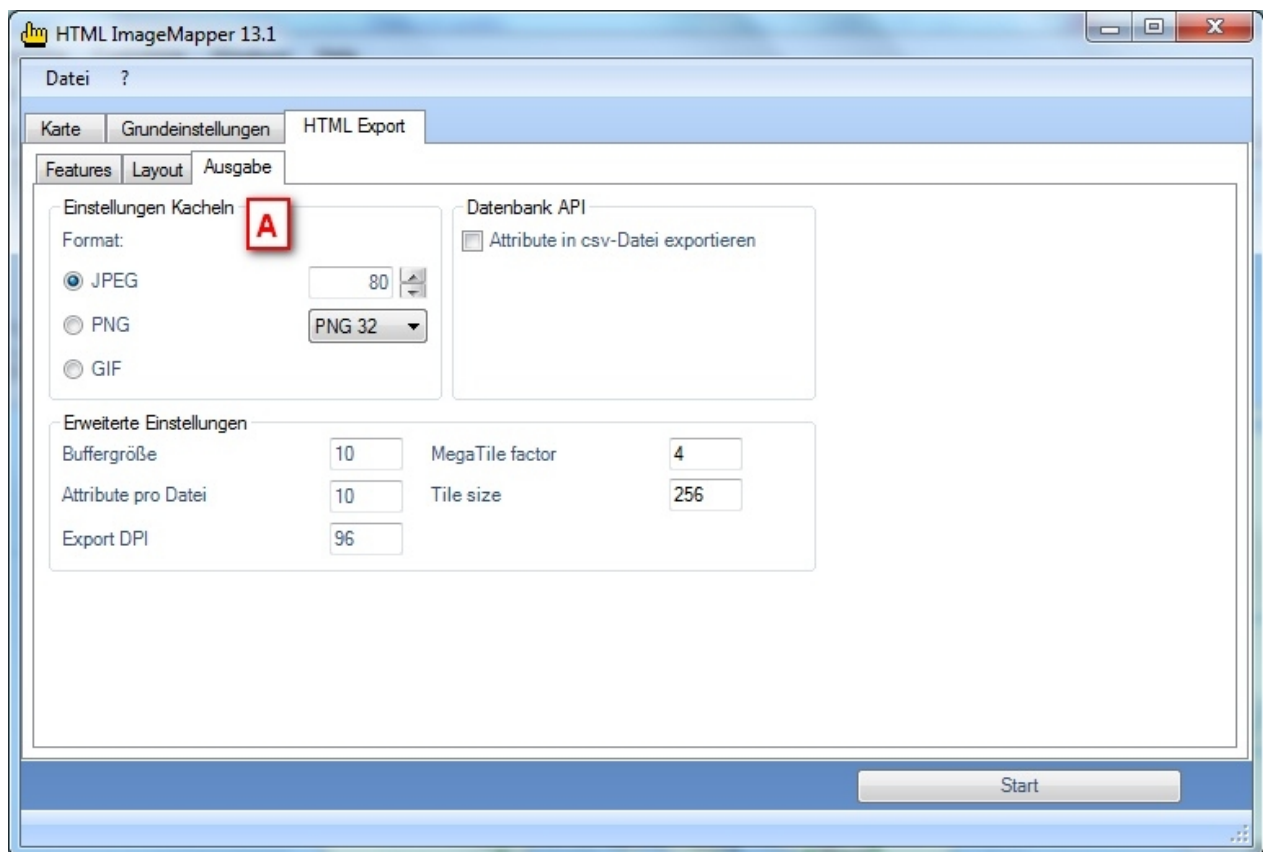 HTML ImageMapper 13.1
Datei ?
Karte Grundeinstellungen HTML Export
Features Layout Ausgabe
Einstellungen Kacheln
A
Format:
JPEG 80
PNG PNG 32
GIF
Datenbank API
Attribute in csv-Datei exportieren
Erweiterte Einstellungen
Buffergröße 10 MegaTile factor 4
Attribute pro Datei 10 Tile size 256
Export DPI 96
Start